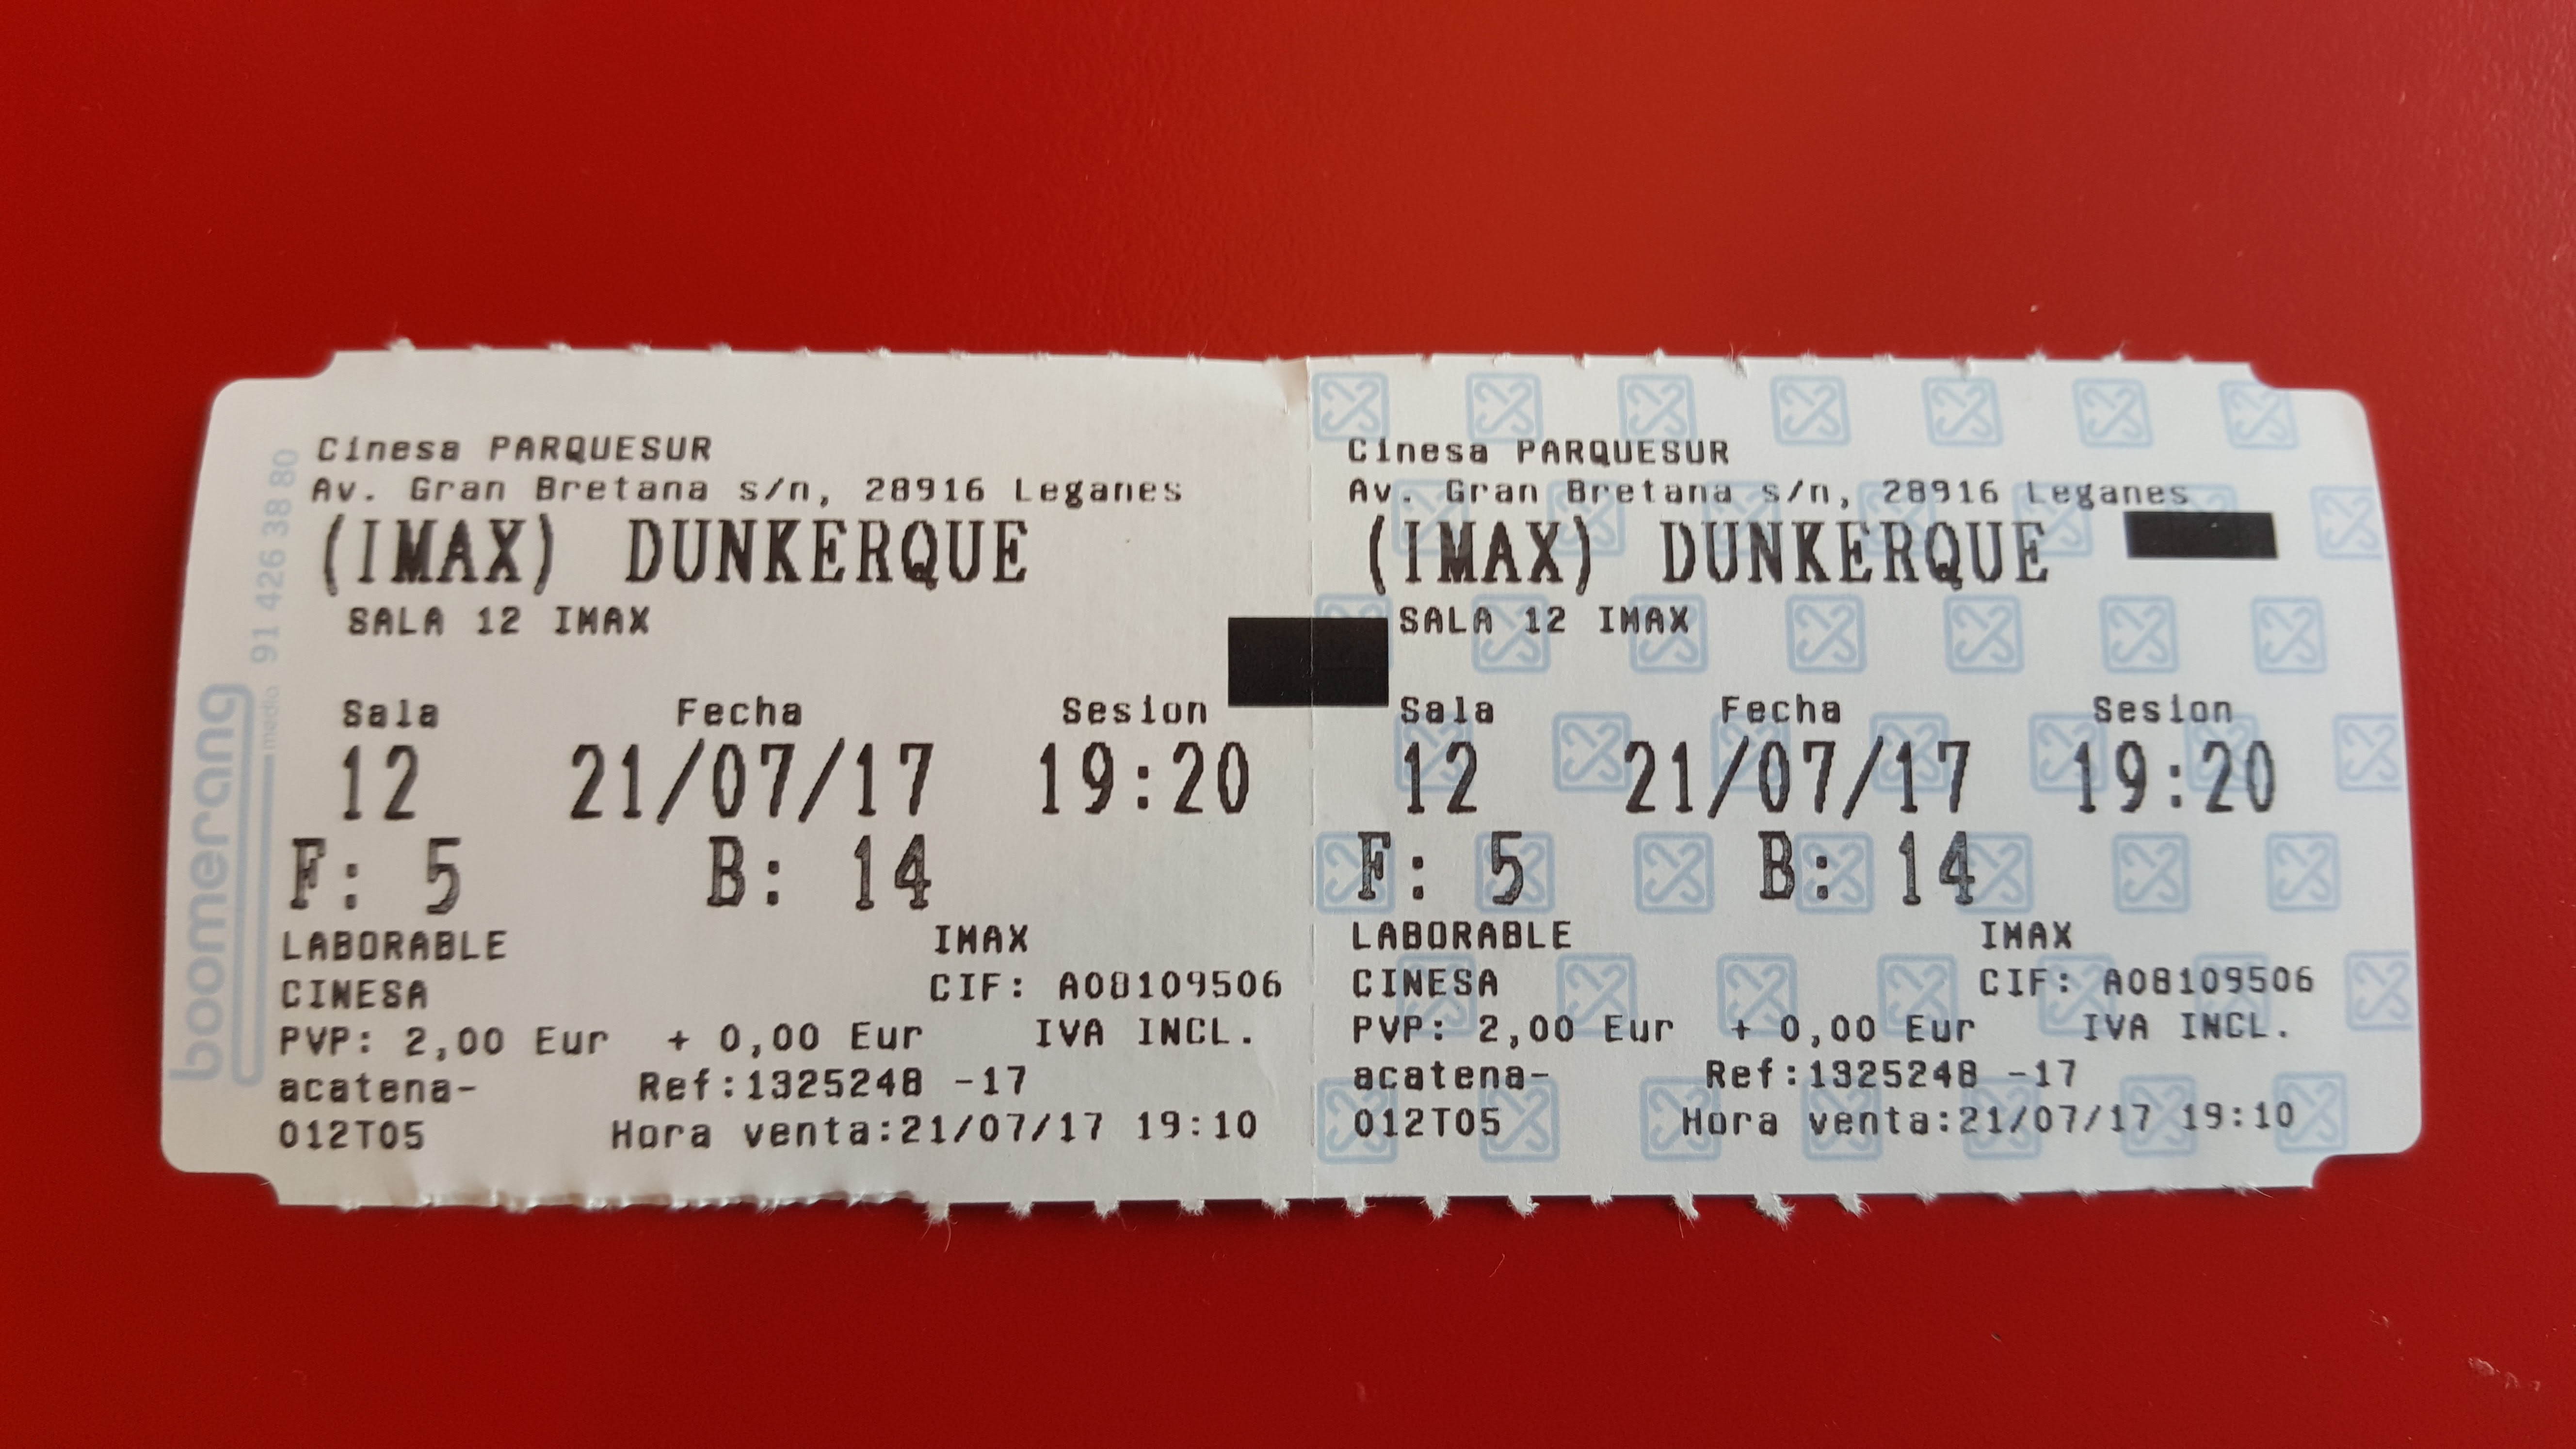 Cinesa PARQUESUR
Av. Gran Bretana s/n, 28916 Leganes
(IMAX) DUNKERQUE
SALA 12 IMAX
Sala Fecha Sesion
12 21/07/17 19:20
F: 5 B: 14
LABORABLE IMAX
CINESA CIF: A08109506
PVP: 2,00 Eur + 0,00 Eur IVA INCL.
acatena- Ref:1325248 -17
012T05 Hora venta:21/07/17 19:10
boomerang
media 91 426 38 80
Cinesa PARQUESUR
Av. Gran Bretana s/n, 28916 Leganes
(IMAX) DUNKERQUE
SALA 12 IMAX
Sala Fecha Sesion
12 21/07/17 19:20
F: 5 B: 14
LABORABLE IMAX
CINESA CIF: A08109506
PVP: 2,00 Eur + 0,00 Eur IVA INCL.
acatena- Ref:1325248 -17
012T05 Hora venta:21/07/17 19:10